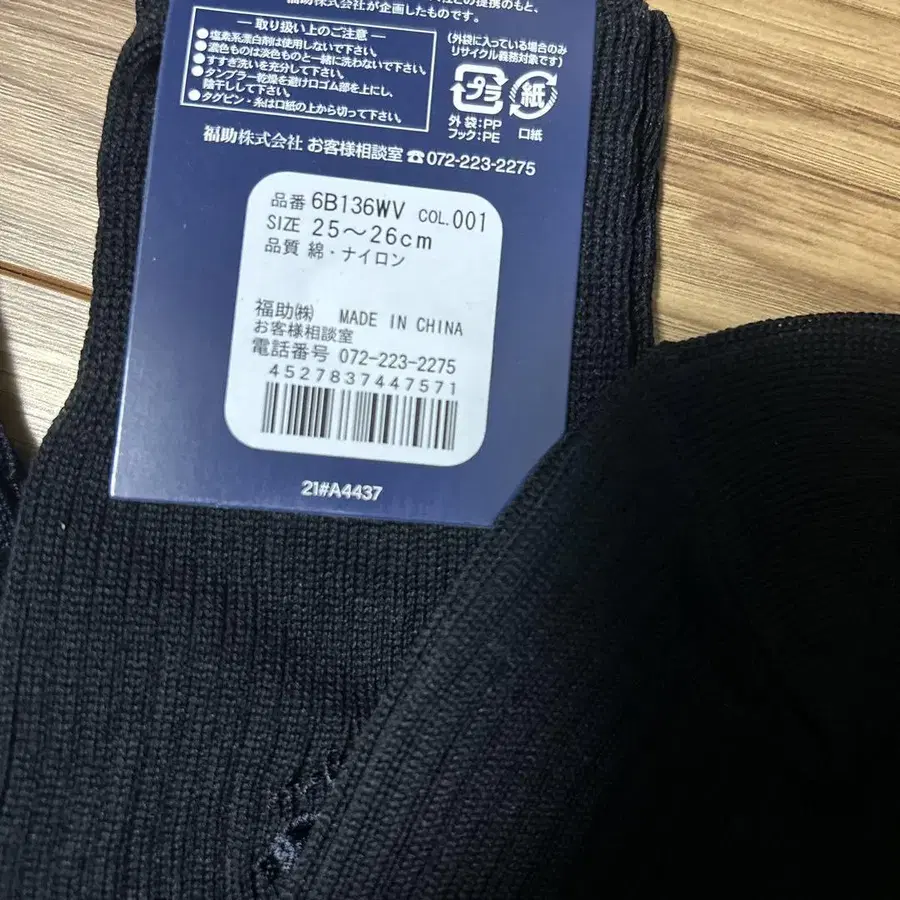 との提携のもと、
福助株式会社が企画したものです。
― 取り扱い上のご注意 ―
●塩素系漂白剤は使用しないで下さい。
●濃色ものは淡色ものと一緒に洗わないで下さい。
●すすぎ洗いを充分して下さい。
●タンブラー乾燥を避け口ゴム部を上にし、
陰干しして下さい。
●タグピン・糸は口紙の上から切って下さい。
(外袋に入っている場合のみ
リサイクル義務対象です)
プラ
紙
外袋:PP
フック:PE
口紙
福助株式会社 お客様相談室 ☎072-223-2275
品番 6B136WV COL.001
SIZE 25～26cm
品質 綿・ナイロン
福助㈱ MADE IN CHINA
お客様相談室
電話番号 072-223-2275
4527837447571
21#A4437